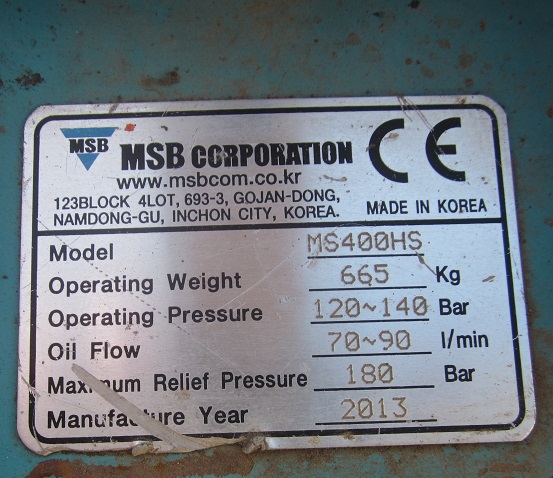 MSB
MSB CORPORATION
CE
www.msbcom.co.kr
123BLOCK 4LOT, 693-3, GOJAN-DONG,
NAMDONG-GU, INCHON CITY, KOREA.
MADE IN KOREA
Model MS400HS
Operating Weight 665 Kg
Operating Pressure 120~140 Bar
Oil Flow 70~90 l/min
Maximum Relief Pressure 180 Bar
Manufacture Year 2013